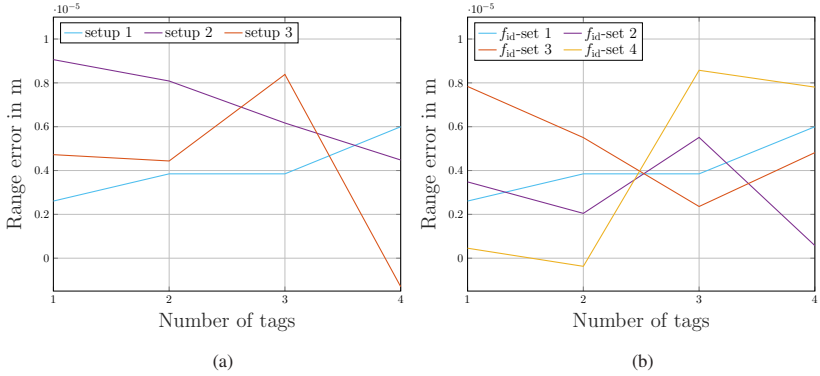 ·10⁻⁵
setup 1 setup 2 setup 3
1
0.8
0.6
0.4
0.2
0
Range error in m
1 2 3 4
Number of tags
(a)
·10⁻⁵
f_id-set 1 f_id-set 2
f_id-set 3 f_id-set 4
1
0.8
0.6
0.4
0.2
0
Range error in m
1 2 3 4
Number of tags
(b)